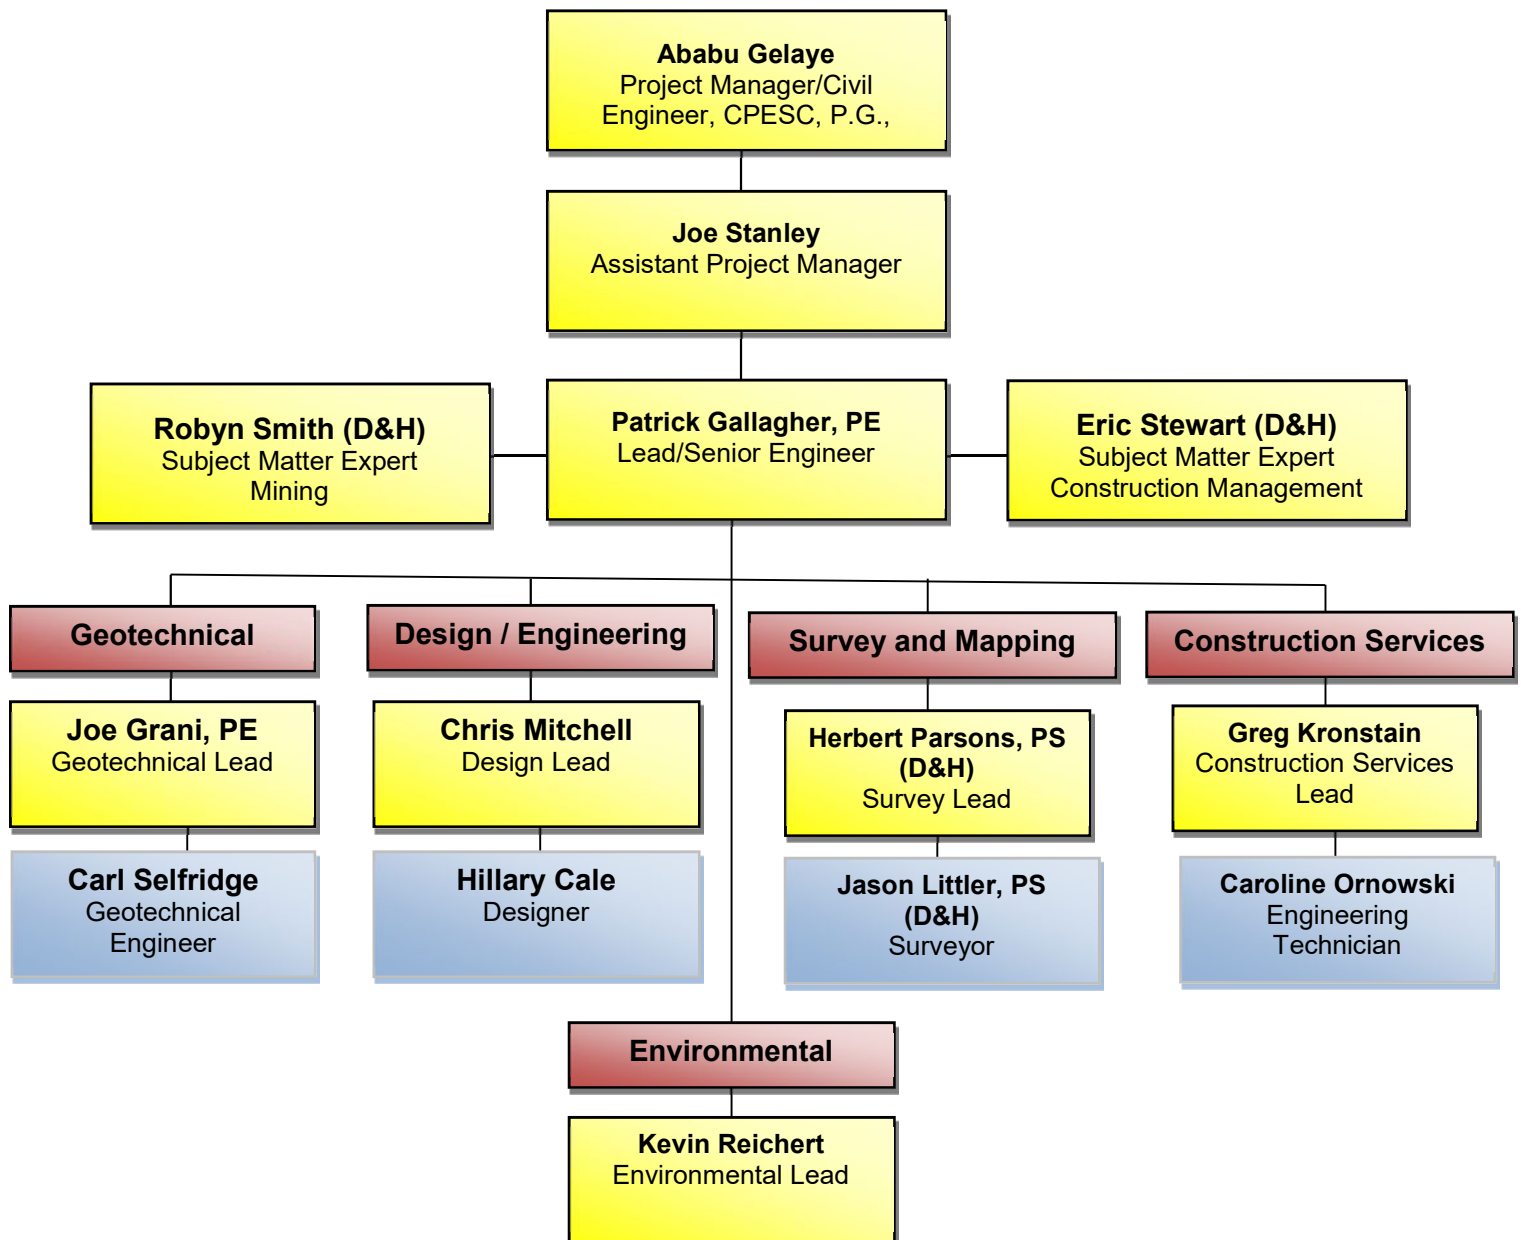 Ababu Gelaye
Project Manager/Civil
Engineer, CPESC, P.G.,
Joe Stanley
Assistant Project Manager
Robyn Smith (D&H)
Subject Matter Expert
Mining
Patrick Gallagher, PE
Lead/Senior Engineer
Eric Stewart (D&H)
Subject Matter Expert
Construction Management
Geotechnical
Design / Engineering
Survey and Mapping
Construction Services
Joe Grani, PE
Geotechnical Lead
Chris Mitchell
Design Lead
Herbert Parsons, PS
(D&H)
Survey Lead
Greg Kronstain
Construction Services
Lead
Carl Selfridge
Geotechnical
Engineer
Hillary Cale
Designer
Jason Littler, PS
(D&H)
Surveyor
Caroline Ornowski
Engineering
Technician
Environmental
Kevin Reichert
Environmental Lead